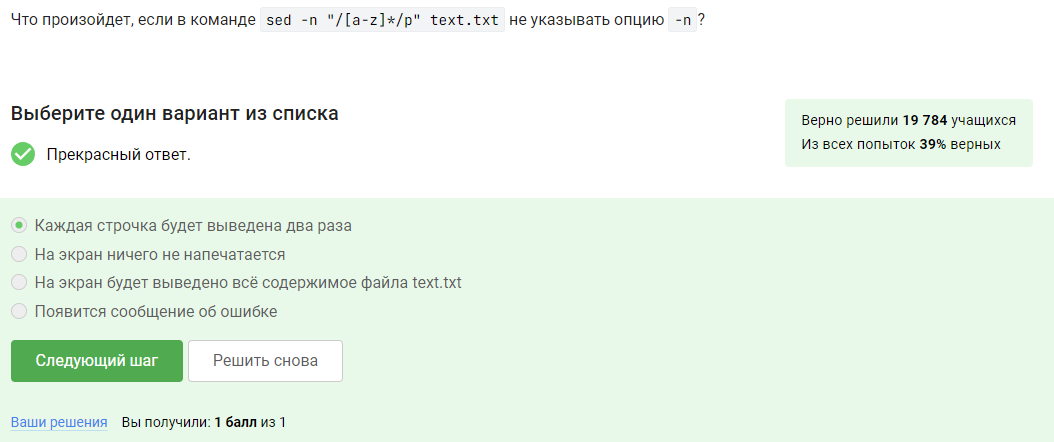 Что произойдет, если в команде sed -n "/[a-z]*/p" text.txt не указывать опцию -n?
Выберите один вариант из списка
Верно решили 19 784 учащихся
Из всех попыток 39% верных
Прекрасный ответ.
Каждая строчка будет выведена два раза
На экран ничего не напечатается
На экран будет выведено всё содержимое файла text.txt
Появится сообщение об ошибке
Следующий шаг
Решить снова
Ваши решения Вы получили: 1 балл из 1